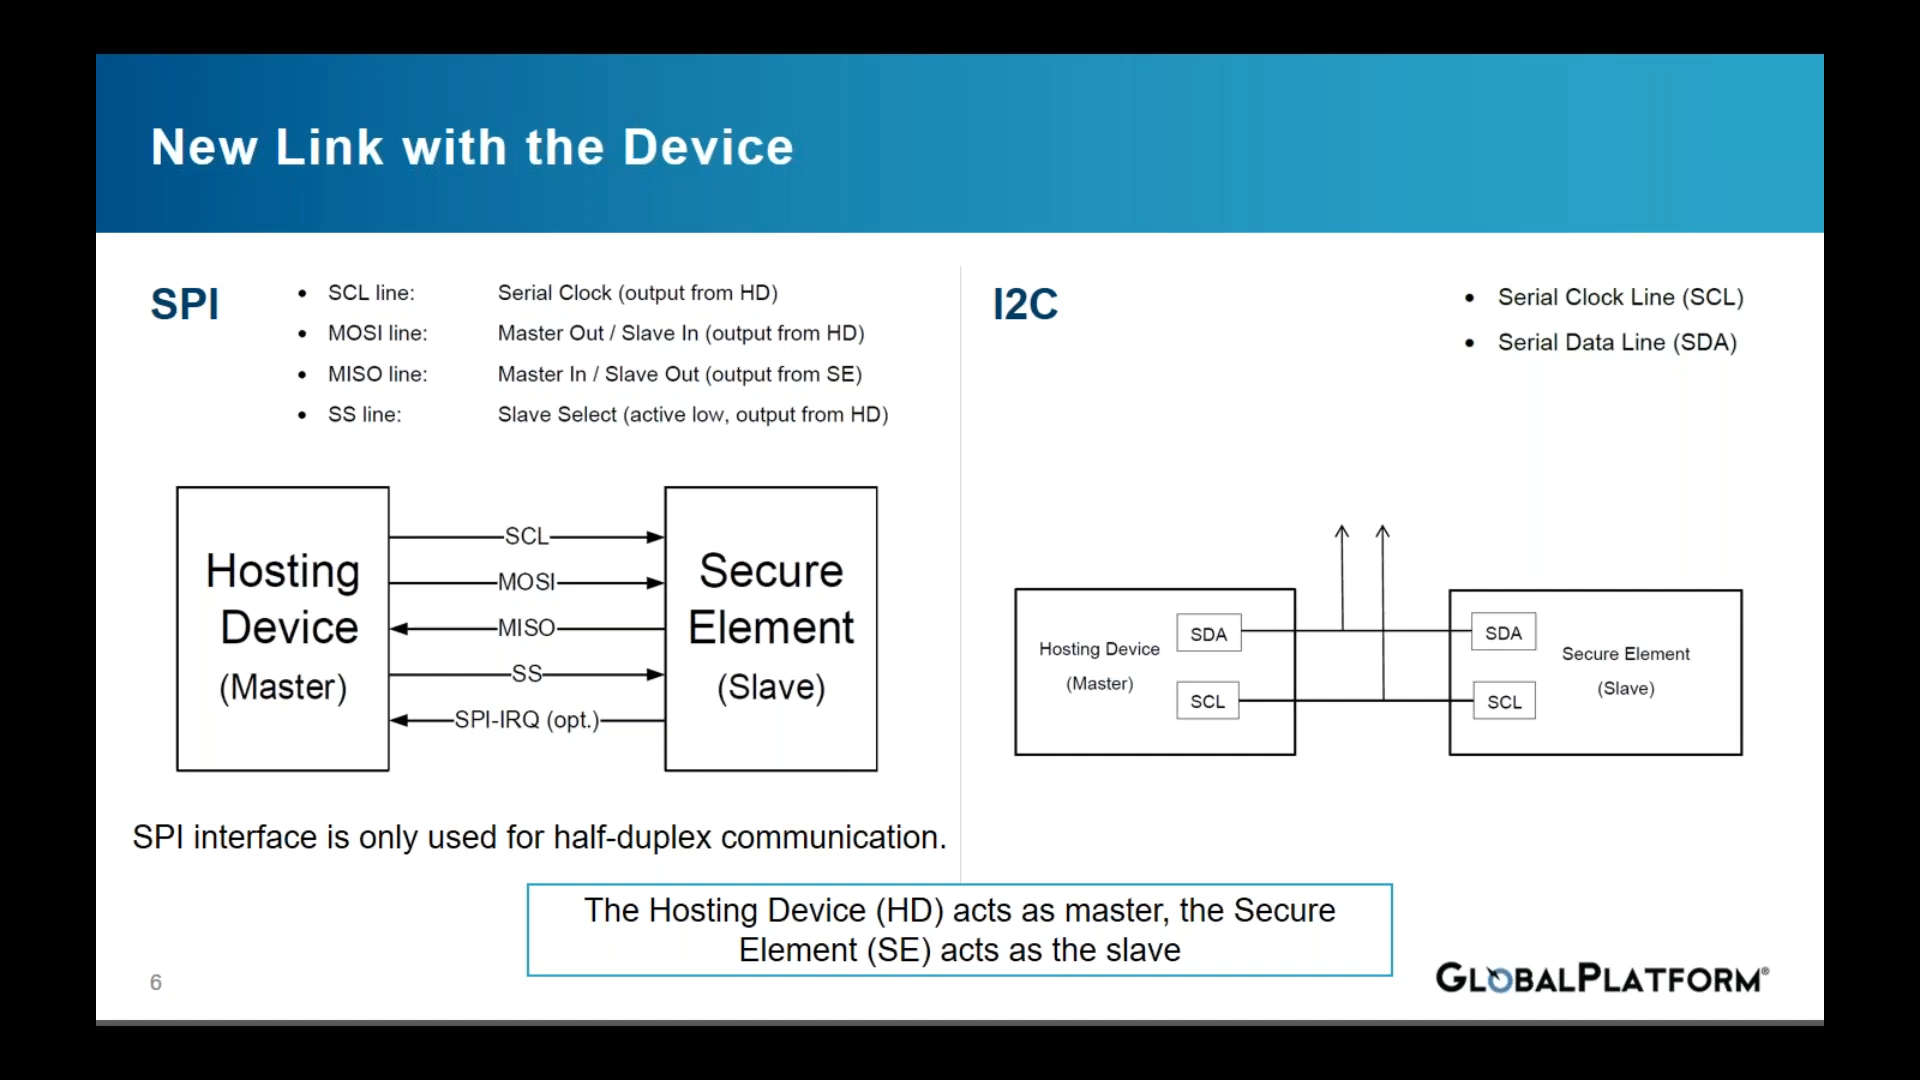 New Link with the Device
SPI
• SCL line: Serial Clock (output from HD)
• MOSI line: Master Out / Slave In (output from HD)
• MISO line: Master In / Slave Out (output from SE)
• SS line: Slave Select (active low, output from HD)
Hosting
Device
(Master)
SCL
MOSI
MISO
SS
SPI-IRQ (opt.)
Secure
Element
(Slave)
SPI interface is only used for half-duplex communication.
I2C
• Serial Clock Line (SCL)
• Serial Data Line (SDA)
Hosting Device
(Master)
SDA
SCL
SDA
SCL
Secure Element
(Slave)
The Hosting Device (HD) acts as master, the Secure
Element (SE) acts as the slave
6
GLOBALPLATFORM®